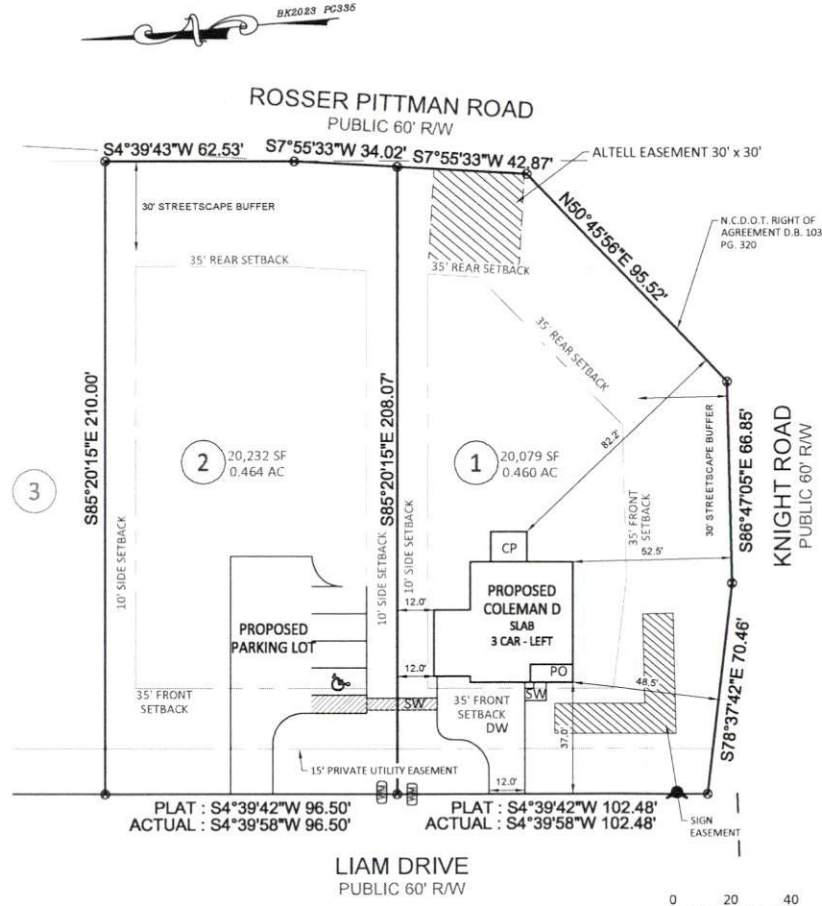 BK2023 PG335
ROSSER PITTMAN ROAD
PUBLIC 60' R/W
S4°39'43"W 62.53'
S7°55'33"W 34.02'
S7°55'33"W 42.87'
ALTELL EASEMENT 30' x 30'
30' STREETSCAPE BUFFER
N50°45'56"E 95.52'
N.C.D.O.T. RIGHT OF
AGREEMENT D.B. 103
PG. 320
35' REAR SETBACK
35' REAR SETBACK
35' REAR SETBACK
S85°20'15"E 210.00'
S85°20'15"E 208.07'
82.2'
30' STREETSCAPE BUFFER
S86°47'05"E 66.85'
KNIGHT ROAD
PUBLIC 60' R/W
3
2
20,232 SF
0.464 AC
1
20,079 SF
0.460 AC
35' FRONT
SETBACK
10' SIDE SETBACK
10' SIDE SETBACK
10' SIDE SETBACK
CP
52.5'
PROPOSED
COLEMAN D
SLAB
3 CAR - LEFT
12.0'
PROPOSED
PARKING LOT
12.0'
PO
48.5'
S78°37'42"E 70.46'
35' FRONT
SETBACK
SW
35' FRONT
SETBACK
DW
SW
37.0'
15' PRIVATE UTILITY EASEMENT
12.0'
PLAT : S4°39'42"W 96.50'
ACTUAL : S4°39'58"W 96.50'
PLAT : S4°39'42"W 102.48'
ACTUAL : S4°39'58"W 102.48'
SIGN
EASEMENT
LIAM DRIVE
PUBLIC 60' R/W
0 20 40